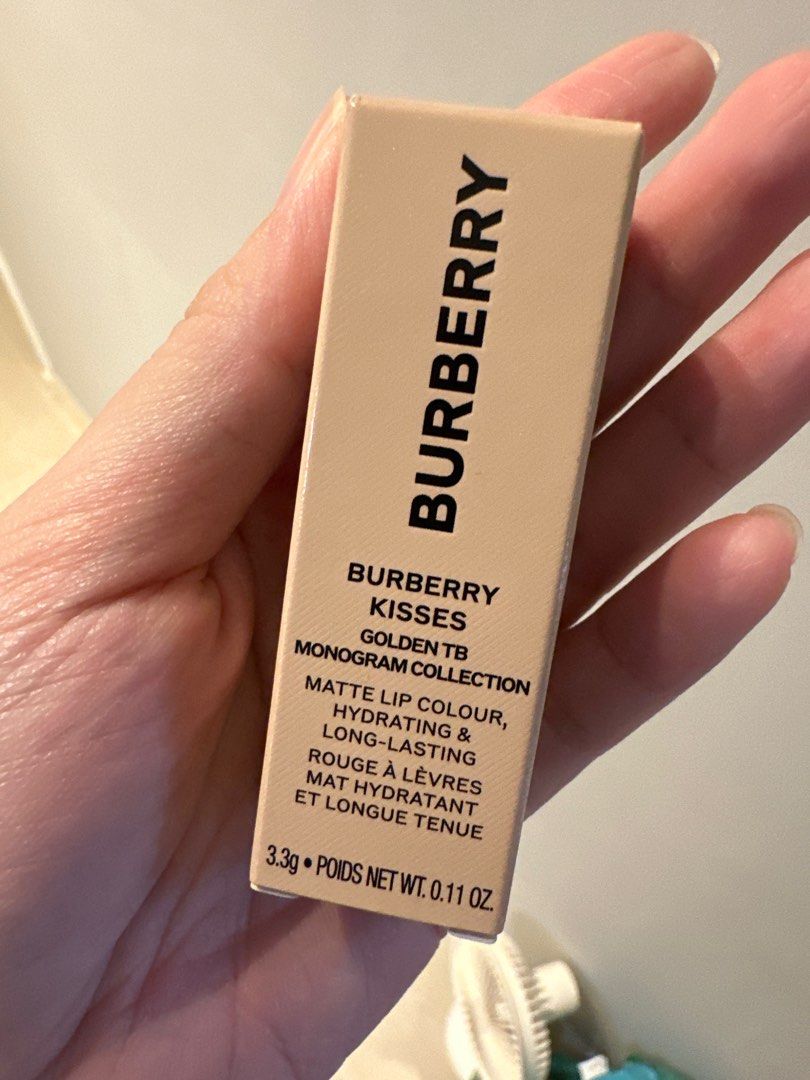 BURBERRY
BURBERRY
KISSES
GOLDEN TB
MONOGRAM COLLECTION
MATTE LIP COLOUR,
HYDRATING &
LONG-LASTING
ROUGE À LÈVRES
MAT HYDRATANT
ET LONGUE TENUE
3.3g • POIDS NET WT. 0.11 OZ.